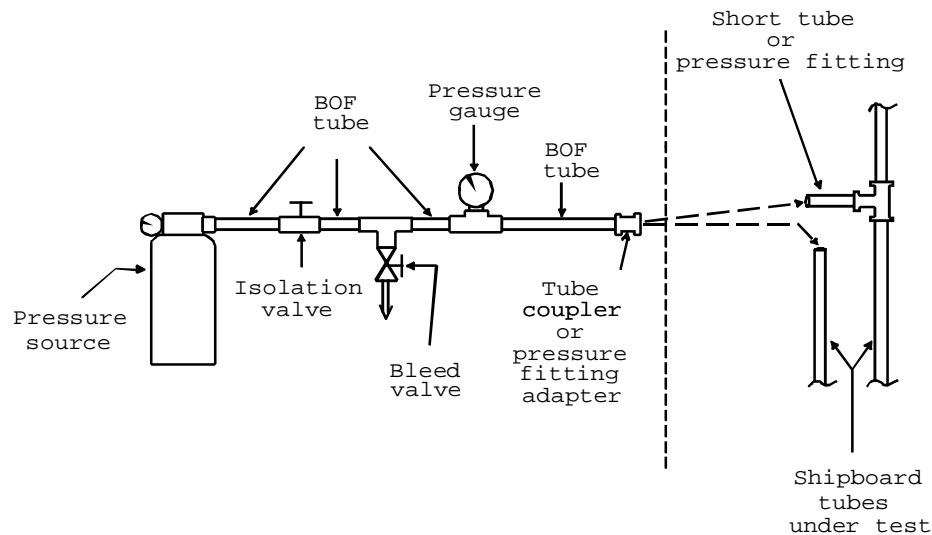 Short tube
or
pressure fitting
Pressure
gauge
BOF
tube
BOF
tube
Isolation
valve
Pressure
source
Bleed
valve
Tube
coupler
or
pressure
fitting
adapter
Shipboard
tubes
under test